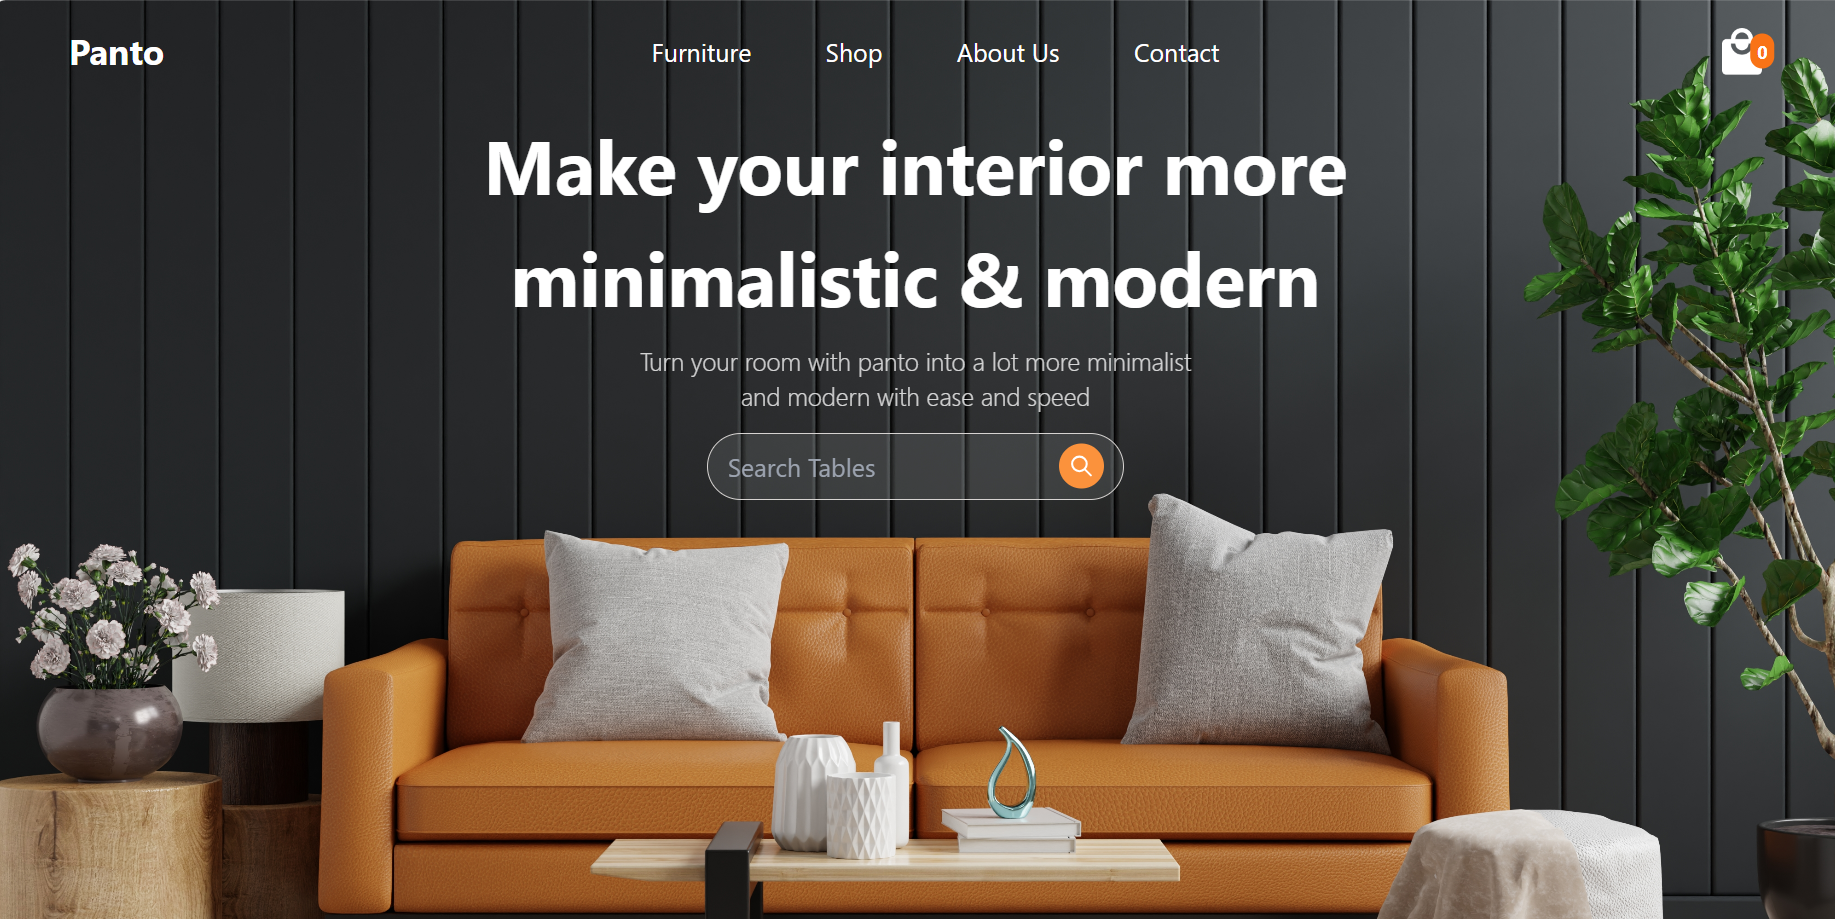 Panto
Furniture Shop About Us Contact
0
Make your interior more
minimalistic & modern
Turn your room with panto into a lot more minimalist
and modern with ease and speed
Search Tables